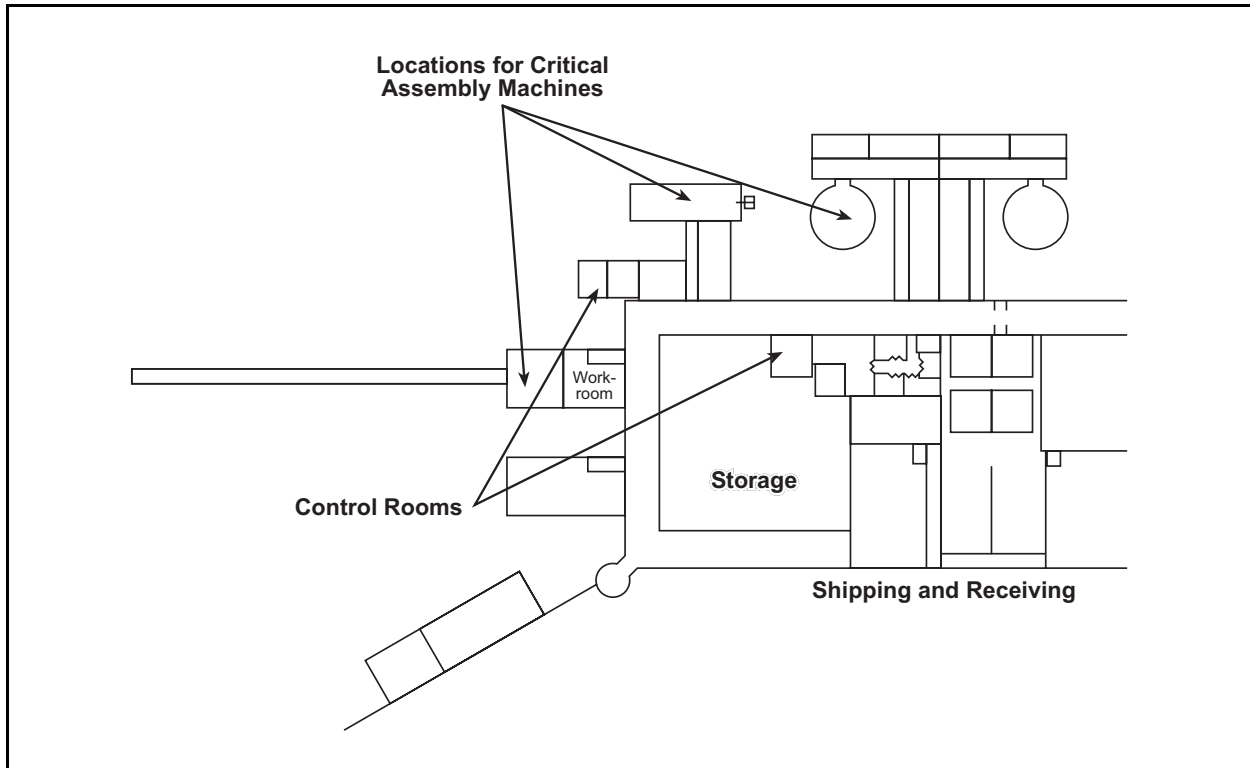 Locations for Critical
Assembly Machines
Work-
room
Storage
Control Rooms
Shipping and Receiving